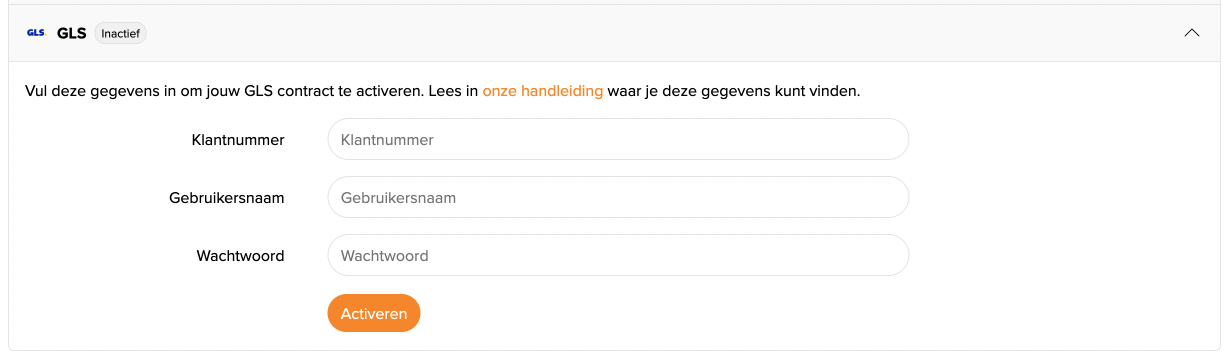 GLS. GLS Inactief
Vul deze gegevens in om jouw GLS contract te activeren. Lees in onze handleiding waar je deze gegevens kunt vinden.
Klantnummer Klantnummer
Gebruikersnaam Gebruikersnaam
Wachtwoord Wachtwoord
Activeren